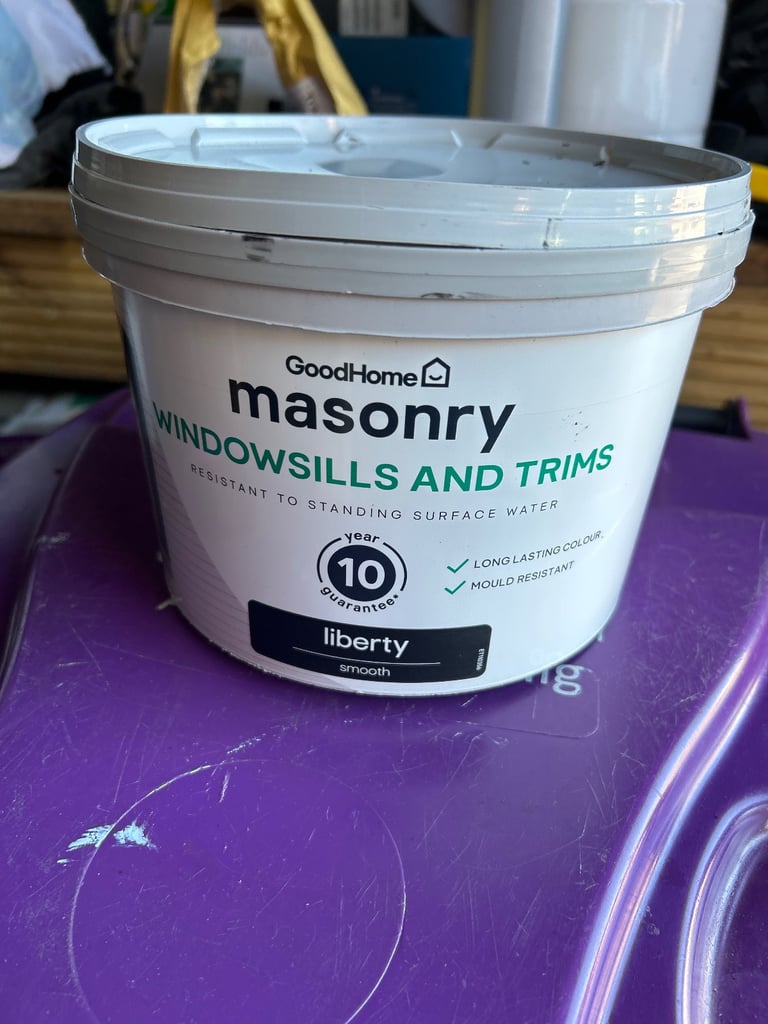 GoodHome
masonry
WINDOWSILLS AND TRIMS
RESISTANT TO STANDING SURFACE WATER
year
10
guarantee*
LONG LASTING COLOUR
MOULD RESISTANT
liberty
smooth